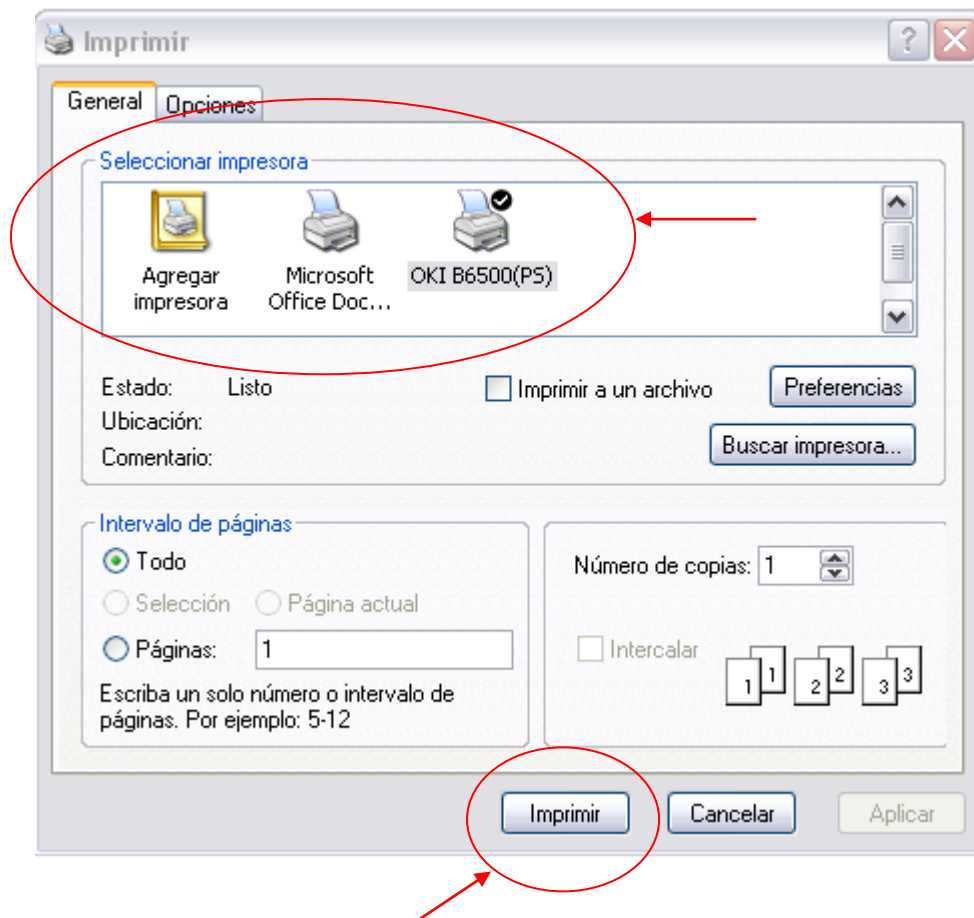 Imprimir
General
Opciones
Seleccionar impresora
Agregar
impresora
Microsoft
Office Doc...
OKI B6500(PS)
Estado: Listo
Imprimir a un archivo
Preferencias
Ubicación:
Buscar impresora...
Comentario:
Intervalo de páginas
Todo
Selección
Página actual
Páginas: 1
Escriba un solo número o intervalo de
páginas. Por ejemplo: 5-12
Número de copias: 1
Intercalar
1 1 2 2 3 3
Imprimir
Cancelar
Aplicar